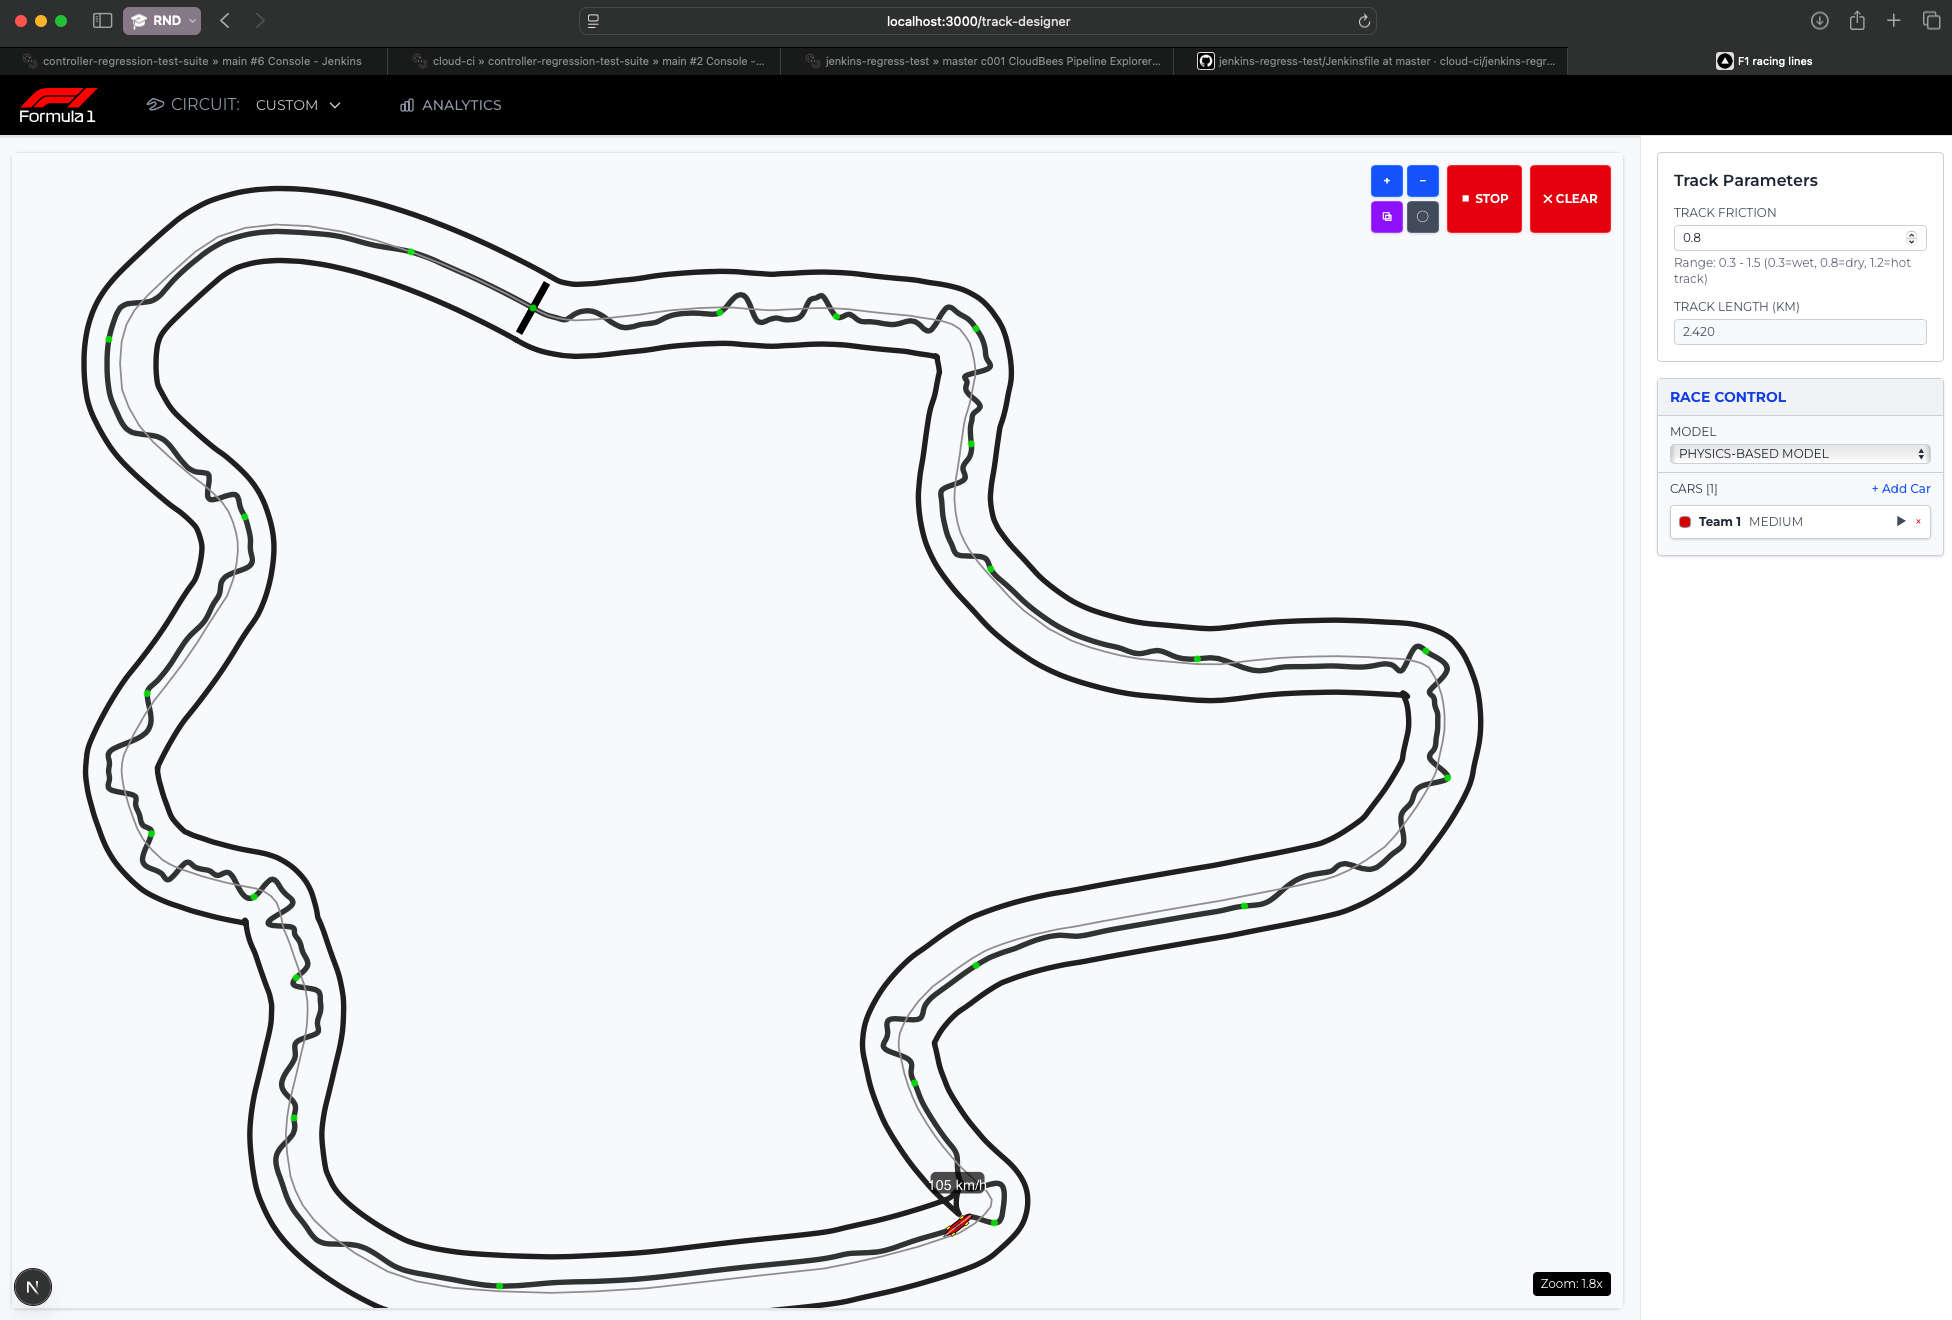 RND
localhost:3000/track-designer
controller-regression-test-suite » main #6 Console - Jenkins
cloud-ci » controller-regression-test-suite » main #2 Console -...
jenkins-regress-test » master c001 CloudBees Pipeline Explorer...
jenkins-regress-test/Jenkinsfile at master · cloud-ci/jenkins-regr...
F1 racing lines
Formula 1
CIRCUIT:
CUSTOM
ANALYTICS
+
−
STOP
CLEAR
Track Parameters
TRACK FRICTION
0.8
Range: 0.3 - 1.5 (0.3=wet, 0.8=dry, 1.2=hot
track)
TRACK LENGTH (KM)
2.420
RACE CONTROL
MODEL
PHYSICS-BASED MODEL
CARS [1]
+ Add Car
Team 1 MEDIUM
×
105 km/h
N
Zoom: 1.8x